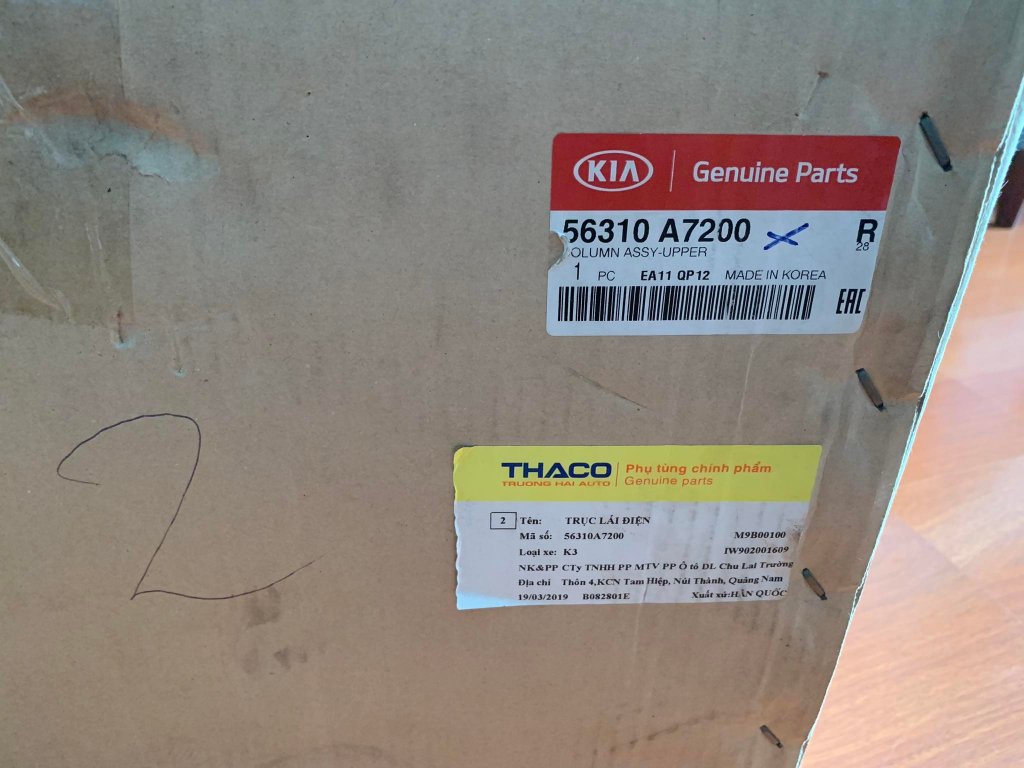 KIA Genuine Parts
56310 A7200 R
28
OLUMN ASSY-UPPER
1 PC EA11 QP12 MADE IN KOREA
EAC
THACO Phụ tùng chính phẩm
TRUONG HAI AUTO Genuine parts
2 Tên: TRỤC LÁI ĐIỆN
Mã số: 56310A7200 M9B00100
Loại xe: K3 IW902001609
NK&PP CTy TNHH PP MTV PP Ô tô DL Chu Lai Trường
Địa chỉ Thôn 4,KCN Tam Hiệp, Núi Thành, Quảng Nam
19/03/2019 B082801E Xuất xứ:HÀN QUỐC
2